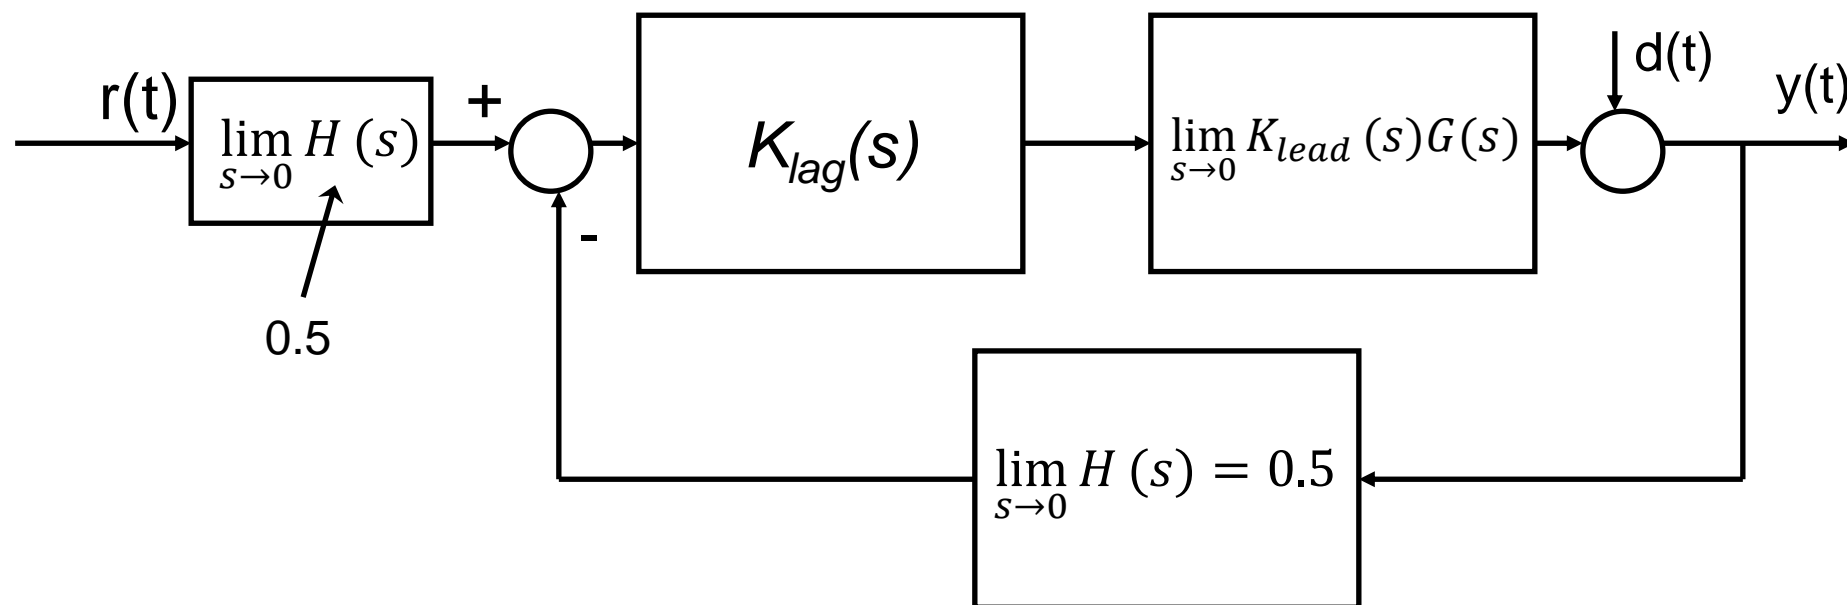 r(t)
lim H (s)
s→0
0.5
+
-
K_lag(s)
lim K_lead (s)G(s)
s→0
d(t)
y(t)
lim H (s) = 0.5
s→0